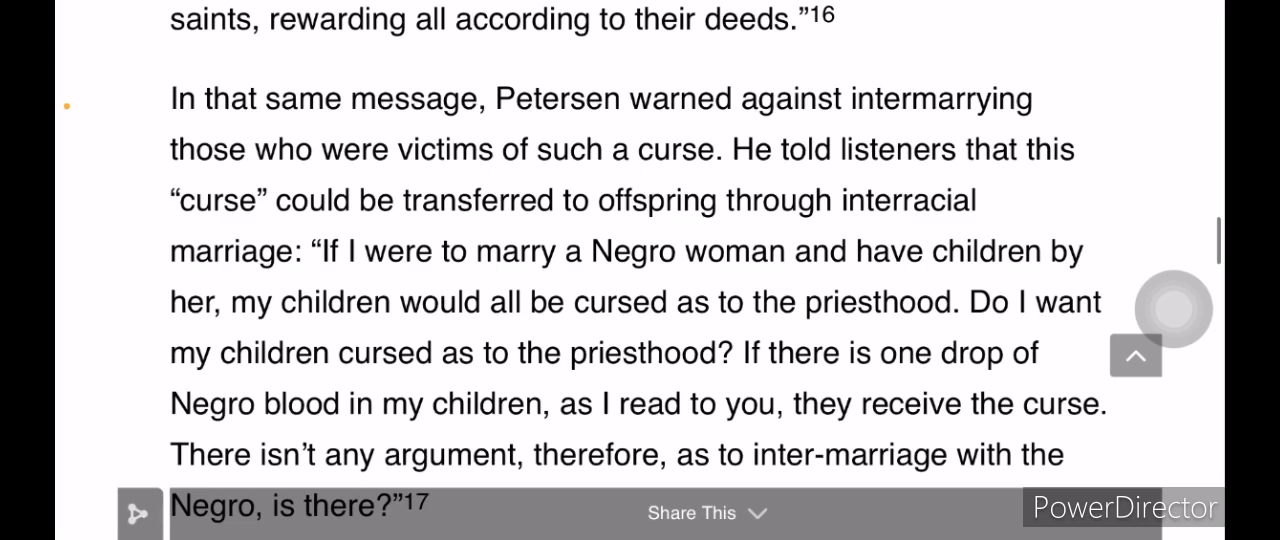 saints, rewarding all according to their deeds.”16
In that same message, Petersen warned against intermarrying
those who were victims of such a curse. He told listeners that this
“curse” could be transferred to offspring through interracial
marriage: “If I were to marry a Negro woman and have children by
her, my children would all be cursed as to the priesthood. Do I want
my children cursed as to the priesthood? If there is one drop of
Negro blood in my children, as I read to you, they receive the curse.
There isn’t any argument, therefore, as to inter-marriage with the
Negro, is there?”17
Share This
PowerDirector